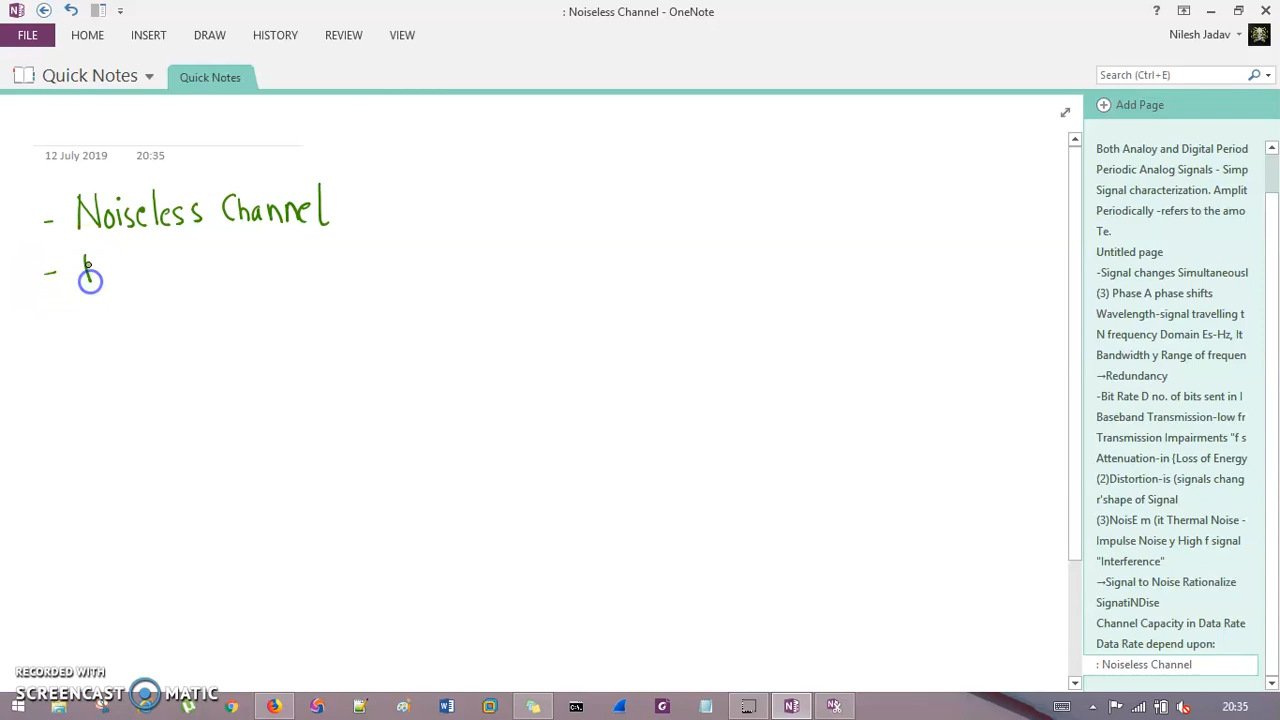 : Noiseless Channel - OneNote
FILE HOME INSERT DRAW HISTORY REVIEW VIEW
Nilesh Jadav
Quick Notes
Quick Notes
Search (Ctrl+E)
Add Page
12 July 2019 20:35
- Noiseless Channel
-
Both Analoy and Digital Period
Periodic Analog Signals - Simp
Signal characterization. Amplit
Periodically -refers to the amo
Te.
Untitled page
-Signal changes Simultaneousl
(3) Phase A phase shifts
Wavelength-signal travelling t
N frequency Domain Es-Hz, It
Bandwidth y Range of frequen
→Redundancy
-Bit Rate D no. of bits sent in l
Baseband Transmission-low fr
Transmission Impairments "f s
Attenuation-in {Loss of Energy
(2)Distortion-is (signals chang
r'shape of Signal
(3)NoisE m (it Thermal Noise -
Impulse Noise y High f signal
"Interference"
→Signal to Noise Rationalize
SignatiNDise
Channel Capacity in Data Rate
Data Rate depend upon:
: Noiseless Channel
RECORDED WITH
SCREENCAST MATIC
20:35